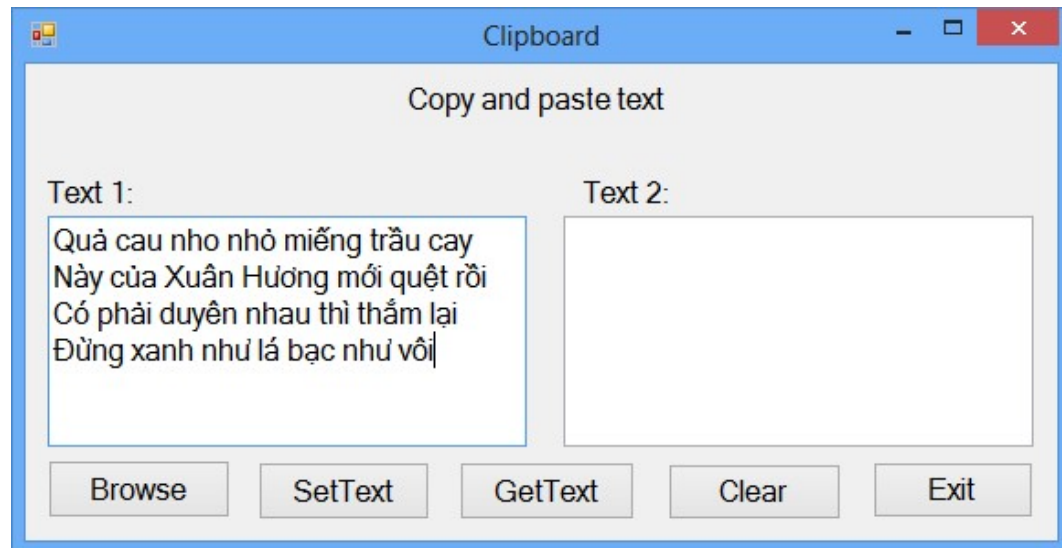 Clipboard
Copy and paste text
Text 1:
Text 2:
Quả cau nho nhỏ miếng trầu cay
Này của Xuân Hương mới quệt rồi
Có phải duyên nhau thì thắm lại
Đừng xanh như lá bạc như vôi
Browse
SetText
GetText
Clear
Exit